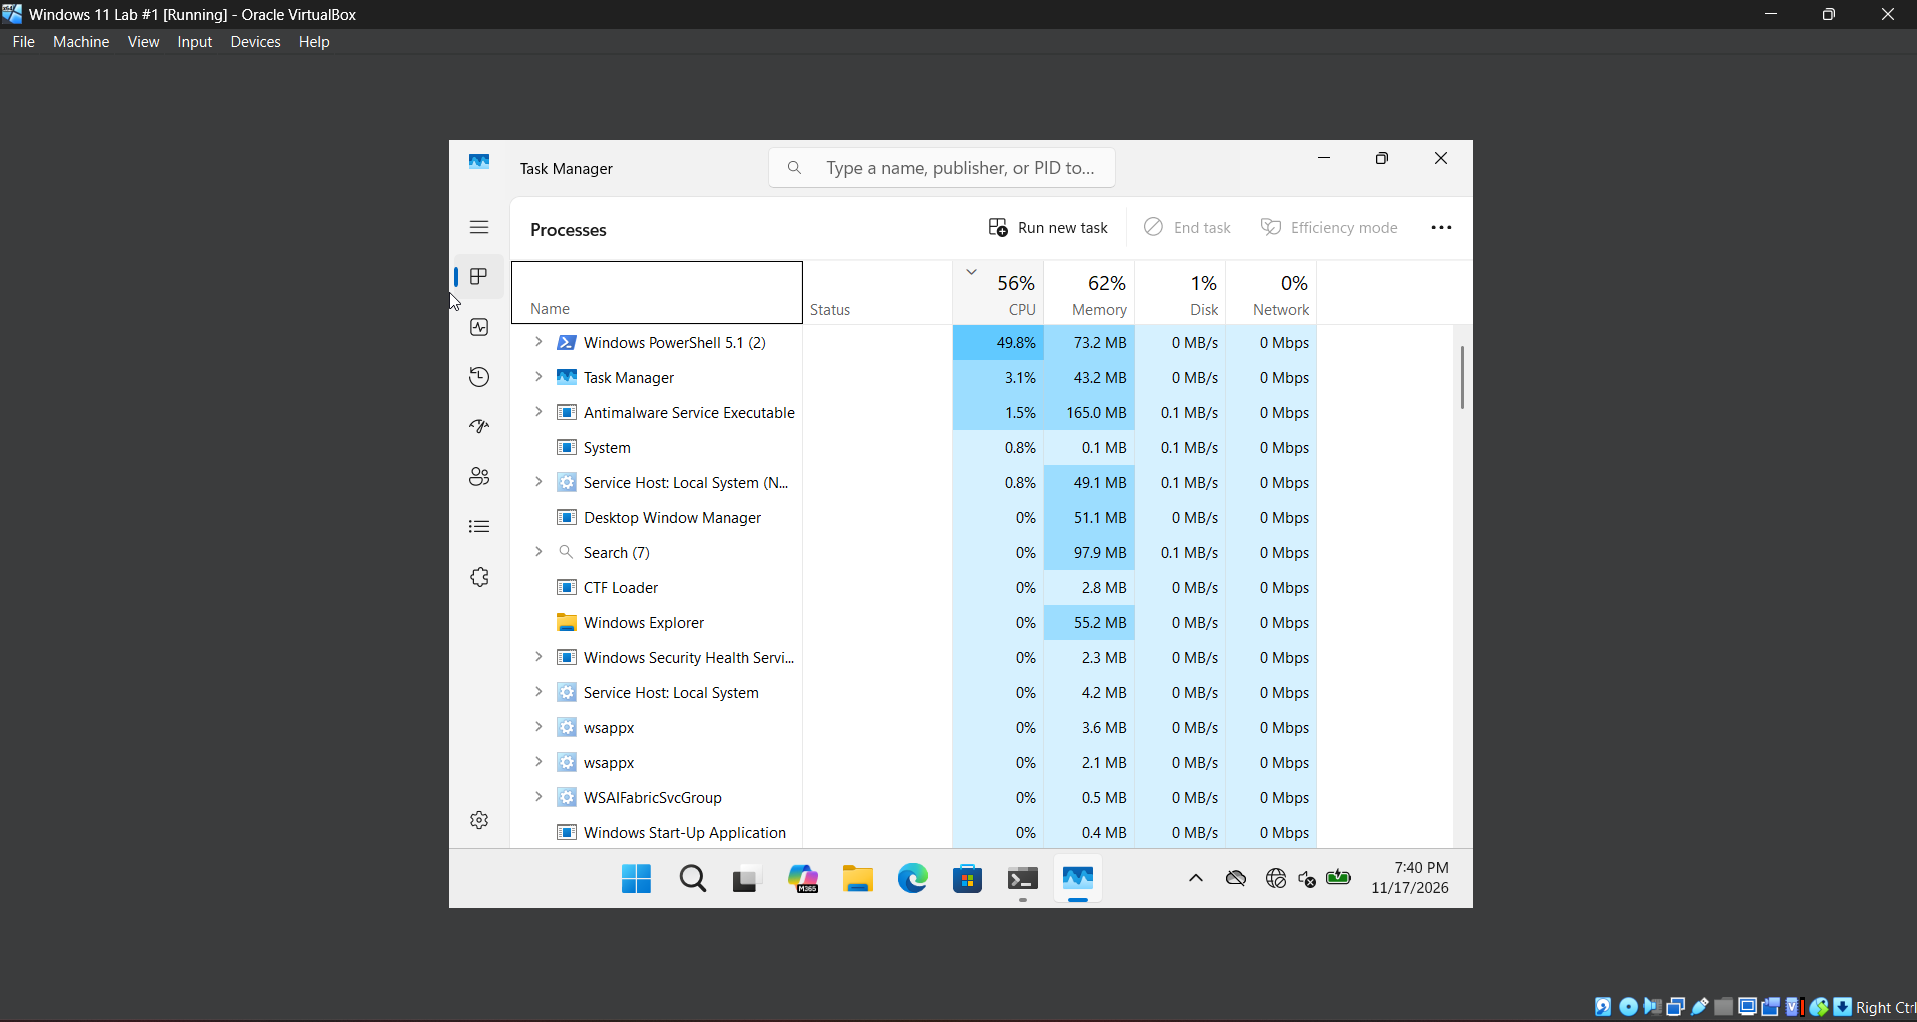 Windows 11 Lab #1 [Running] - Oracle VirtualBox
File Machine View Input Devices Help
Task Manager
Type a name, publisher, or PID to...
Processes
Run new task
End task
Efficiency mode
56% 62% 1% 0%
Name Status CPU Memory Disk Network
Windows PowerShell 5.1 (2) 49.8% 73.2 MB 0 MB/s 0 Mbps
Task Manager 3.1% 43.2 MB 0 MB/s 0 Mbps
Antimalware Service Executable 1.5% 165.0 MB 0.1 MB/s 0 Mbps
System 0.8% 0.1 MB 0.1 MB/s 0 Mbps
Service Host: Local System (N... 0.8% 49.1 MB 0.1 MB/s 0 Mbps
Desktop Window Manager 0% 51.1 MB 0 MB/s 0 Mbps
Search (7) 0% 97.9 MB 0.1 MB/s 0 Mbps
CTF Loader 0% 2.8 MB 0 MB/s 0 Mbps
Windows Explorer 0% 55.2 MB 0 MB/s 0 Mbps
Windows Security Health Servi... 0% 2.3 MB 0 MB/s 0 Mbps
Service Host: Local System 0% 4.2 MB 0 MB/s 0 Mbps
wsappx 0% 3.6 MB 0 MB/s 0 Mbps
wsappx 0% 2.1 MB 0 MB/s 0 Mbps
WSAIFabricSvcGroup 0% 0.5 MB 0 MB/s 0 Mbps
Windows Start-Up Application 0% 0.4 MB 0 MB/s 0 Mbps
M365
7:40 PM
11/17/2026
Right Ctrl